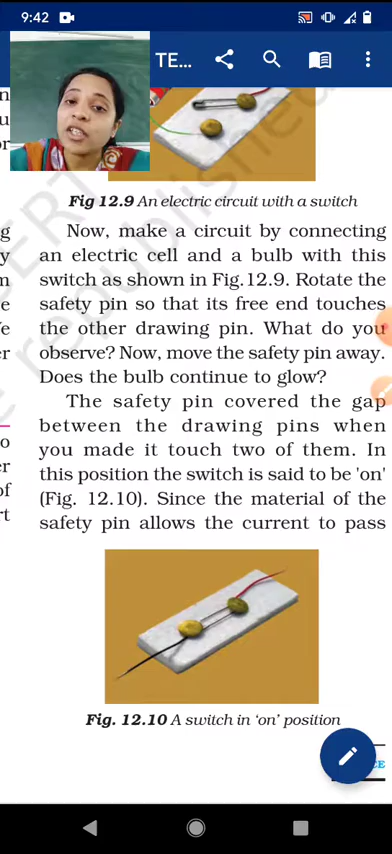 9:42
TE...
Fig 12.9 An electric circuit with a switch
Now, make a circuit by connecting
an electric cell and a bulb with this
switch as shown in Fig.12.9. Rotate the
safety pin so that its free end touches
the other drawing pin. What do you
observe? Now, move the safety pin away.
Does the bulb continue to glow?
The safety pin covered the gap
between the drawing pins when
you made it touch two of them. In
this position the switch is said to be 'on'
(Fig. 12.10). Since the material of the
safety pin allows the current to pass
Fig. 12.10 A switch in 'on' position